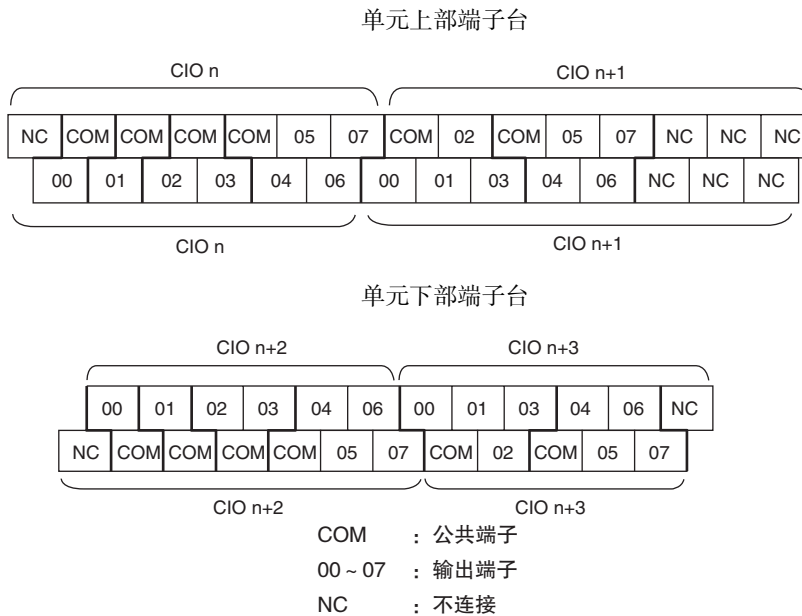 单元上部端子台
CIO n CIO n+1
NC COM COM COM COM 05 07 COM 02 COM 05 07 NC NC NC
00 01 02 03 04 06 00 01 03 04 06 NC NC NC
CIO n CIO n+1
单元下部端子台
CIO n+2 CIO n+3
00 01 02 03 04 06 00 01 03 04 06 NC
NC COM COM COM COM 05 07 COM 02 COM 05 07
CIO n+2 CIO n+3
COM : 公共端子
00~07 : 输出端子
NC : 不连接